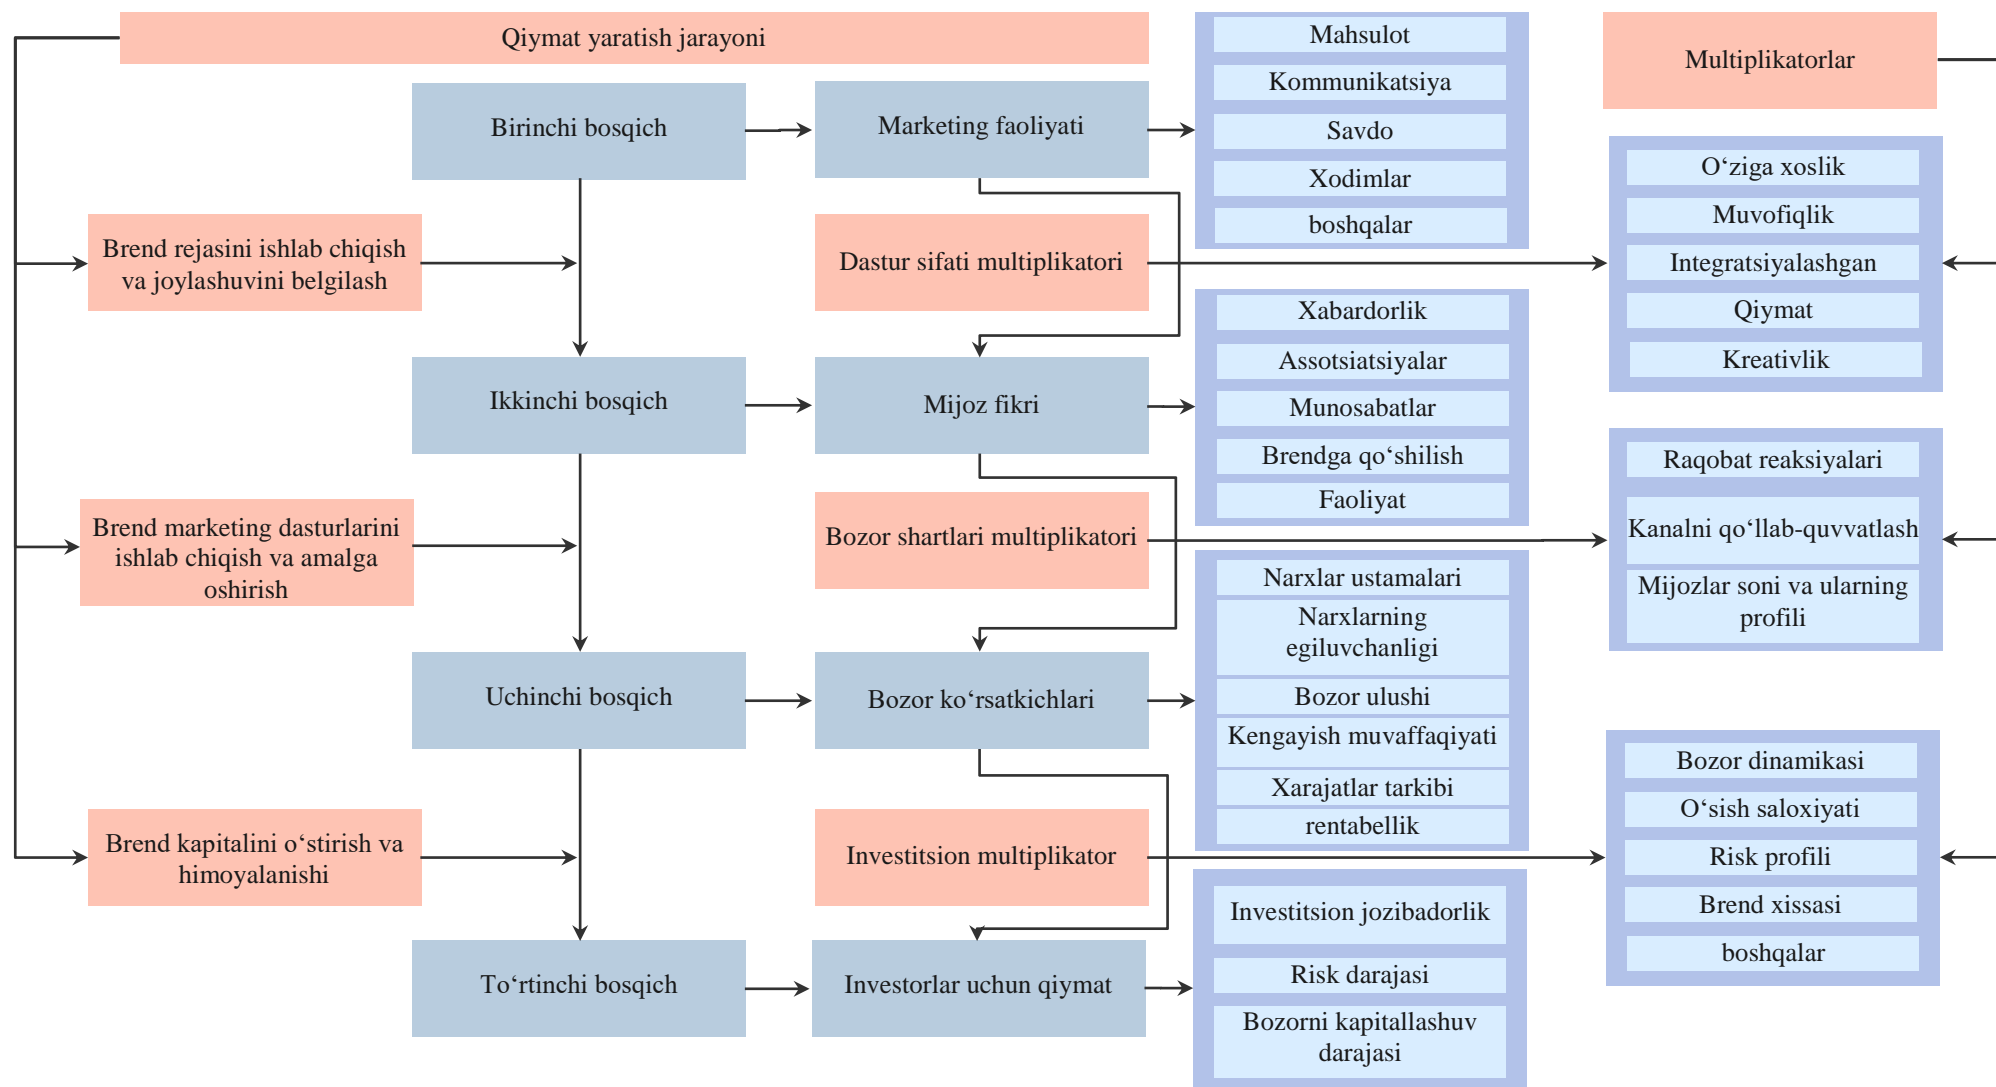 Qiymat yaratish jarayoni
Multiplikatorlar
Birinchi bosqich
Marketing faoliyati
Mahsulot
Kommunikatsiya
Savdo
Xodimlar
boshqalar
Brend rejasini ishlab chiqish
va joylashuvini belgilash
Dastur sifati multiplikatori
O‘ziga xoslik
Muvofiqlik
Integratsiyalashgan
Qiymat
Kreativlik
Ikkinchi bosqich
Mijoz fikri
Xabardorlik
Assotsiatsiyalar
Munosabatlar
Brendga qo‘shilish
Faoliyat
Brend marketing dasturlarini
ishlab chiqish va amalga
oshirish
Bozor shartlari multiplikatori
Raqobat reaksiyalari
Kanalni qo‘llab-quvvatlash
Mijozlar soni va ularning
profili
Uchinchi bosqich
Bozor ko‘rsatkichlari
Narxlar ustamalari
Narxlarning
egiluvchanligi
Bozor ulushi
Kengayish muvaffaqiyati
Xarajatlar tarkibi
rentabellik
Brend kapitalini o‘stirish va
himoyalanishi
Investitsion multiplikator
Bozor dinamikasi
O‘sish saloxiyati
Risk profili
Brend xissasi
boshqalar
To‘rtinchi bosqich
Investorlar uchun qiymat
Investitsion jozibadorlik
Risk darajasi
Bozorni kapitallashuv
darajasi